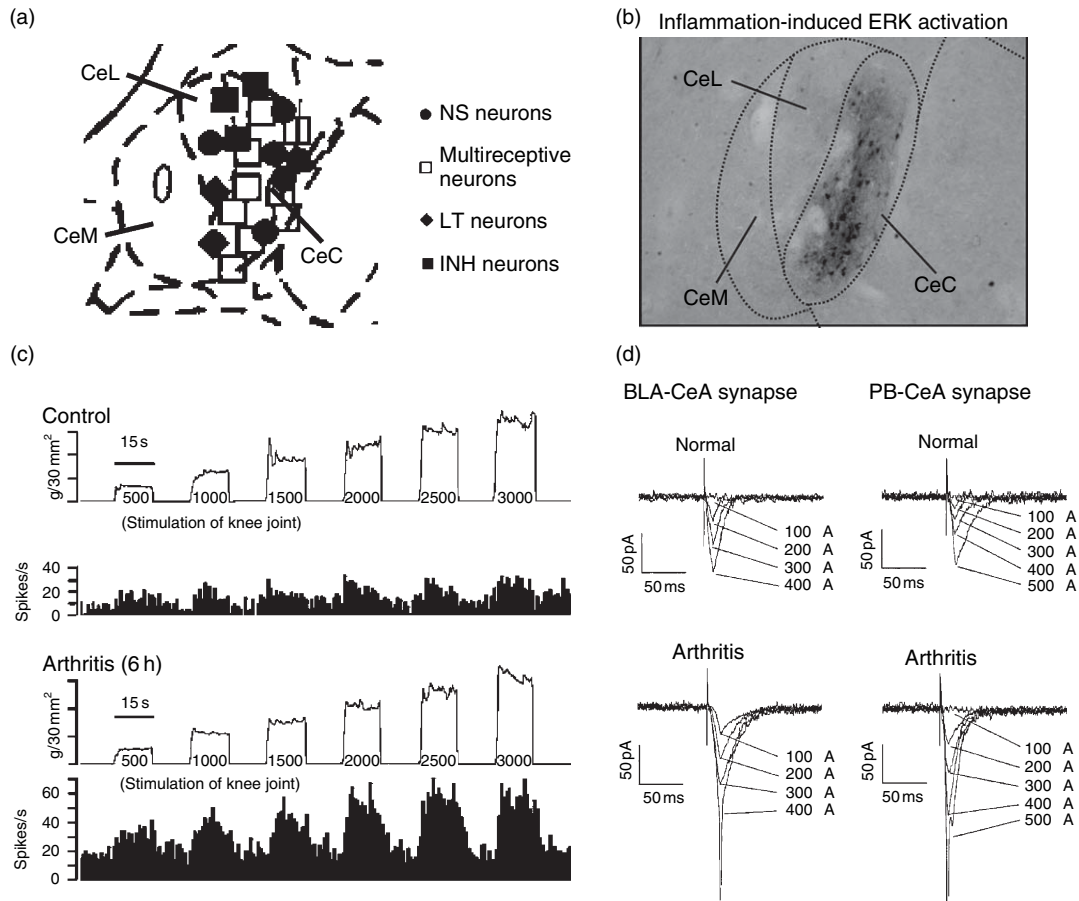 (a)
CeL
CeM
CeC
NS neurons
Multireceptive
neurons
LT neurons
INH neurons
(b) Inflammation-induced ERK activation
CeL
CeM
CeC
(c)
Control
g/30 mm²
15 s
500 1000 1500 2000 2500 3000
(Stimulation of knee joint)
Spikes/s
40
20
0
Arthritis (6 h)
g/30 mm²
15 s
500 1000 1500 2000 2500 3000
(Stimulation of knee joint)
Spikes/s
60
40
20
0
(d)
BLA-CeA synapse
Normal
100 A
200 A
300 A
400 A
50 pA
50 ms
PB-CeA synapse
Normal
100 A
200 A
300 A
400 A
500 A
50 pA
50 ms
Arthritis
100 A
200 A
300 A
400 A
50 pA
50 ms
Arthritis
100 A
200 A
300 A
400 A
500 A
50 pA
50 ms